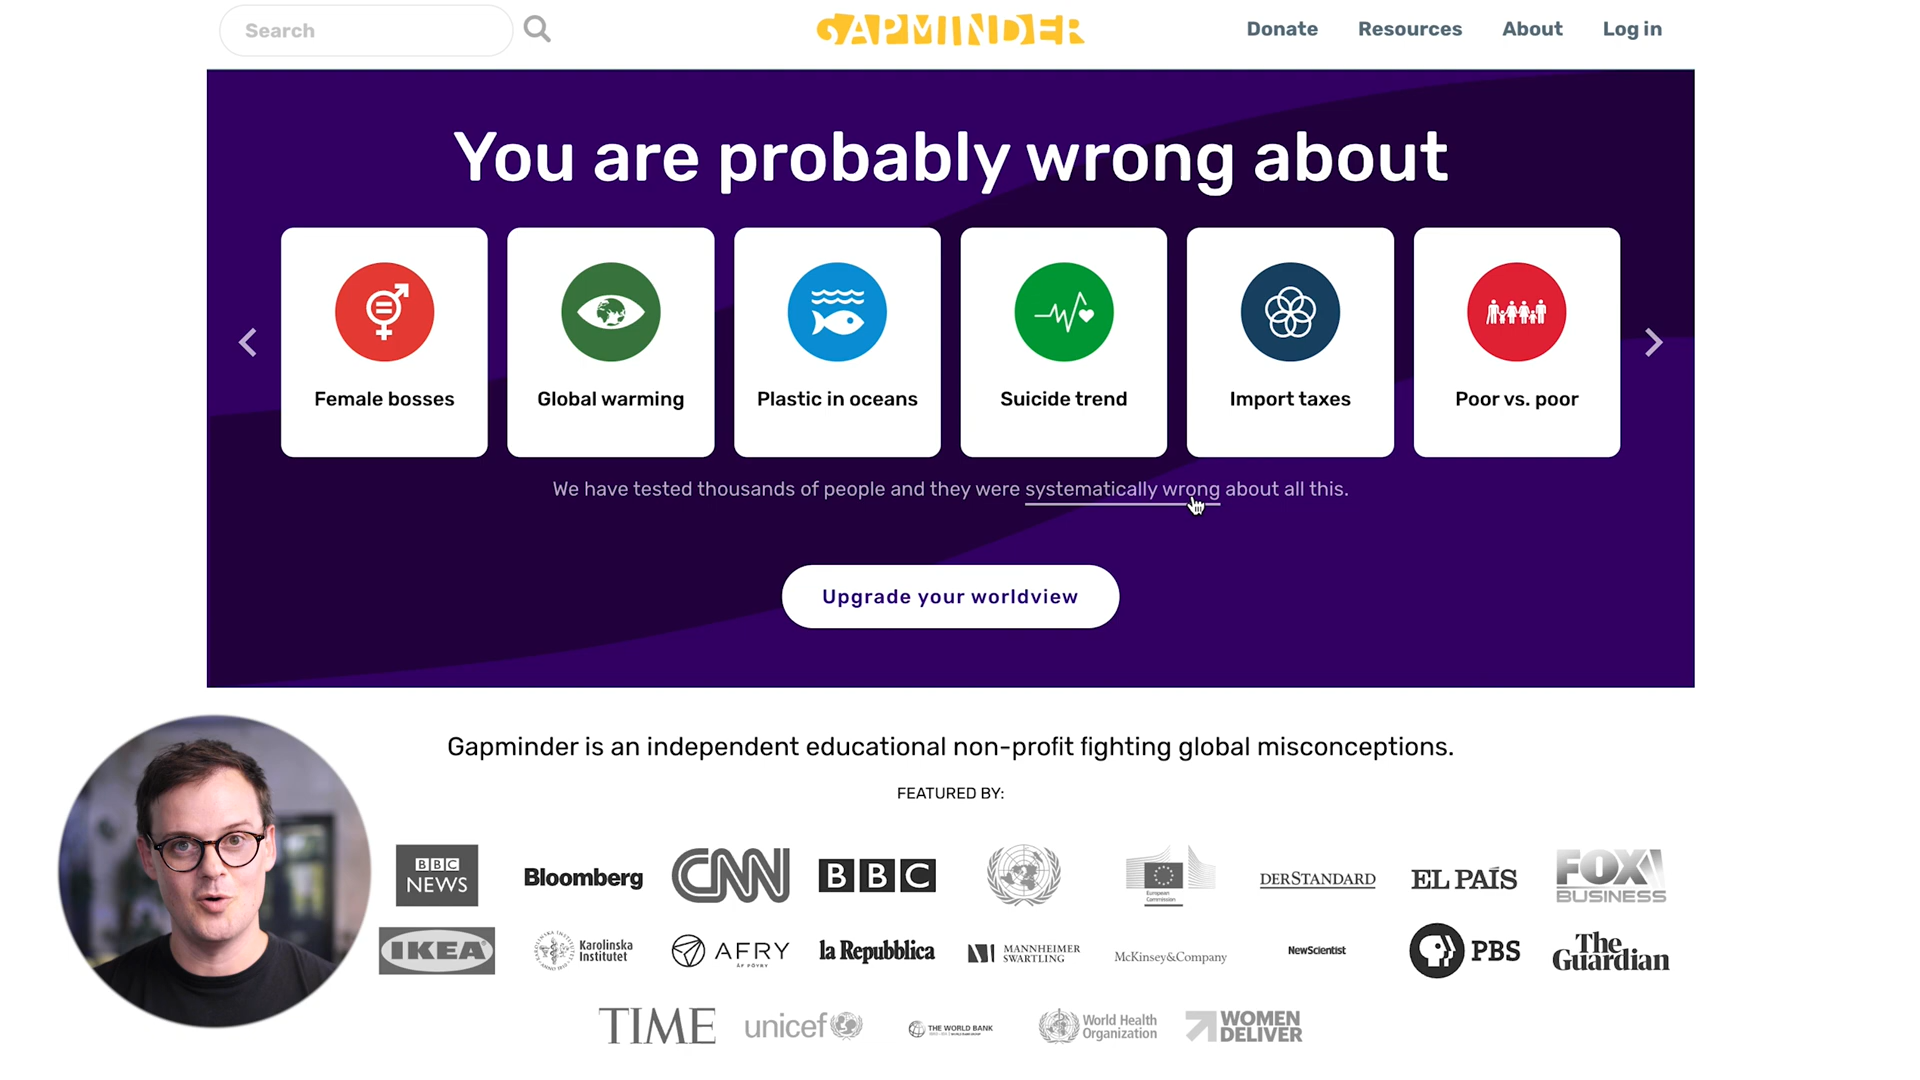 Search
GAPMINDER
Donate
Resources
About
Log in
You are probably wrong about
Female bosses
Global warming
Plastic in oceans
Suicide trend
Import taxes
Poor vs. poor
We have tested thousands of people and they were systematically wrong about all this.
Upgrade your worldview
Gapminder is an independent educational non-profit fighting global misconceptions.
FEATURED BY:
BBC
NEWS
Bloomberg
CNN
BBC
European
Commission
DERSTANDARD
EL PAÍS
FOX
BUSINESS
IKEA
Karolinska
Institutet
AFRY
ÅF PÖYRY
la Repubblica
MANNHEIMER
SWARTLING
McKinsey&Company
NewScientist
PBS
The
Guardian
TIME
unicef
THE WORLD BANK
World Health
Organization
WOMEN
DELIVER